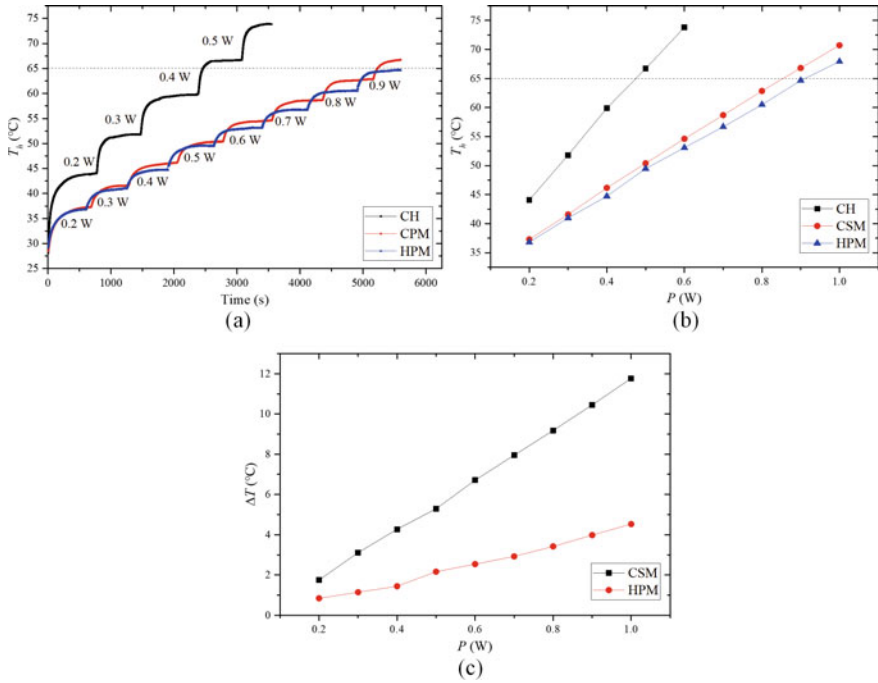 75
70
65
60
55
50
45
40
35
30
25
T_h (°C)
0.2 W
0.3 W
0.4 W
0.5 W
0.2 W
0.3 W
0.4 W
0.5 W
0.6 W
0.7 W
0.8 W
0.9 W
CH
CPM
HPM
0 1000 2000 3000 4000 5000 6000
Time (s)
(a)
75
70
65
60
55
50
45
40
35
T_h (°C)
CH
CSM
HPM
0.2 0.4 0.6 0.8 1.0
P (W)
(b)
12
10
8
6
4
2
0
ΔT (°C)
CSM
HPM
0.2 0.4 0.6 0.8 1.0
P (W)
(c)